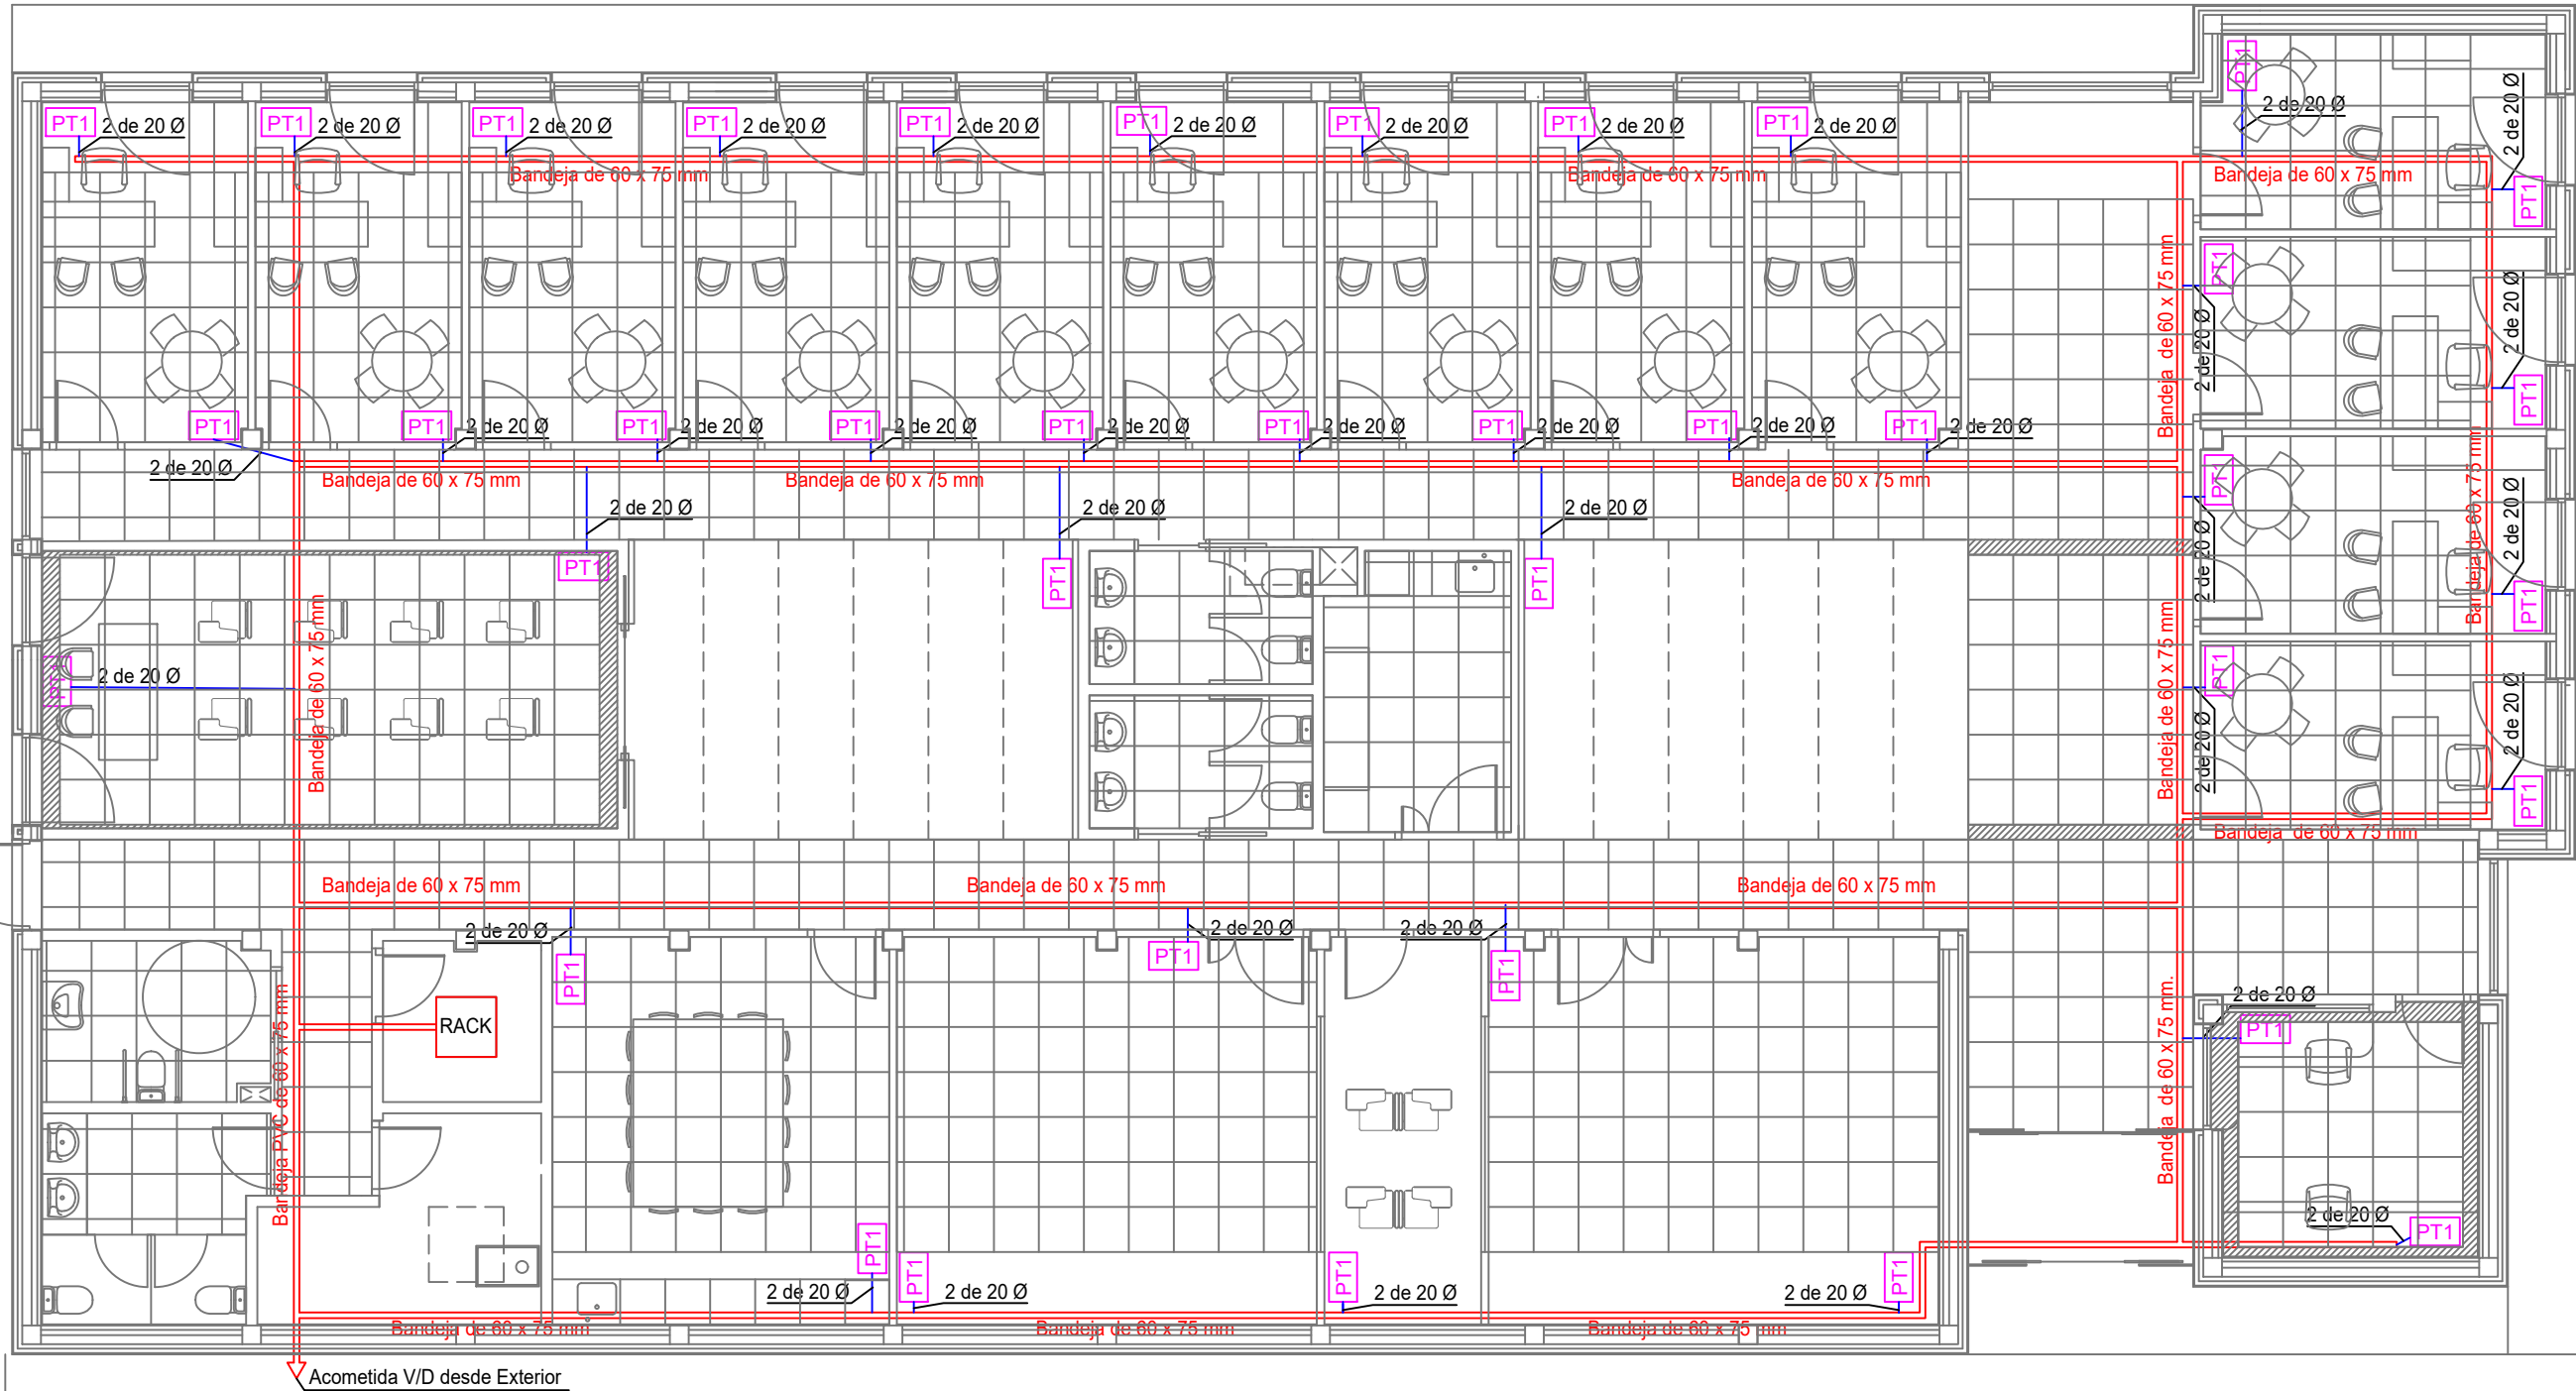 PT1
PT1 2 de 20 Ø
PT1 2 de 20 Ø
PT1 2 de 20 Ø
PT1 2 de 20 Ø
PT1 2 de 20 Ø
PT1 2 de 20 Ø
PT1 2 de 20 Ø
PT1 2 de 20 Ø
PT1 2 de 20 Ø
2 de 20 Ø
2 de 20 Ø
Bandeja de 60 x 75 mm
Bandeja de 60 x 75 mm
Bandeja de 60 x 75 mm
PT1
PT1
Bandeja de 60 x 75 mm
2 de 20 Ø
2 de 20 Ø
PT1
PT1
2 de 20 Ø
PT1
2 de 20 Ø
PT1
2 de 20 Ø
PT1
2 de 20 Ø
PT1
2 de 20 Ø
PT1
2 de 20 Ø
PT1
2 de 20 Ø
PT1
2 de 20 Ø
PT1
2 de 20 Ø
Bandeja de 60 x 75 mm
Bandeja de 60 x 75 mm
Bandeja de 60 x 75 mm
PT1
Bandeja de 60 x 75 mm
2 de 20 Ø
2 de 20 Ø
2 de 20 Ø
2 de 20 Ø
2 de 20 Ø
PT1
PT1
PT1
PT1
PT1
2 de 20 Ø
Bandeja de 60 x 75 mm
Bandeja de 60 x 75 mm
PT1
2 de 20 Ø
2 de 20 Ø
PT1
Bandeja de 60 x 75 mm
Bandeja de 60 x 75 mm
Bandeja de 60 x 75 mm
Bandeja de 60 x 75 mm
2 de 20 Ø
2 de 20 Ø
2 de 20 Ø
PT1
PT1
PT1
RACK
Bandeja PVC de 60 x 75 mm
Bandeja de 60 x 75 mm.
2 de 20 Ø
PT1
2 de 20 Ø
PT1
PT1
PT1
PT1
PT1
2 de 20 Ø
2 de 20 Ø
2 de 20 Ø
2 de 20 Ø
Bandeja de 60 x 75 mm
Bandeja de 60 x 75 mm
Bandeja de 60 x 75 mm
Acometida V/D desde Exterior